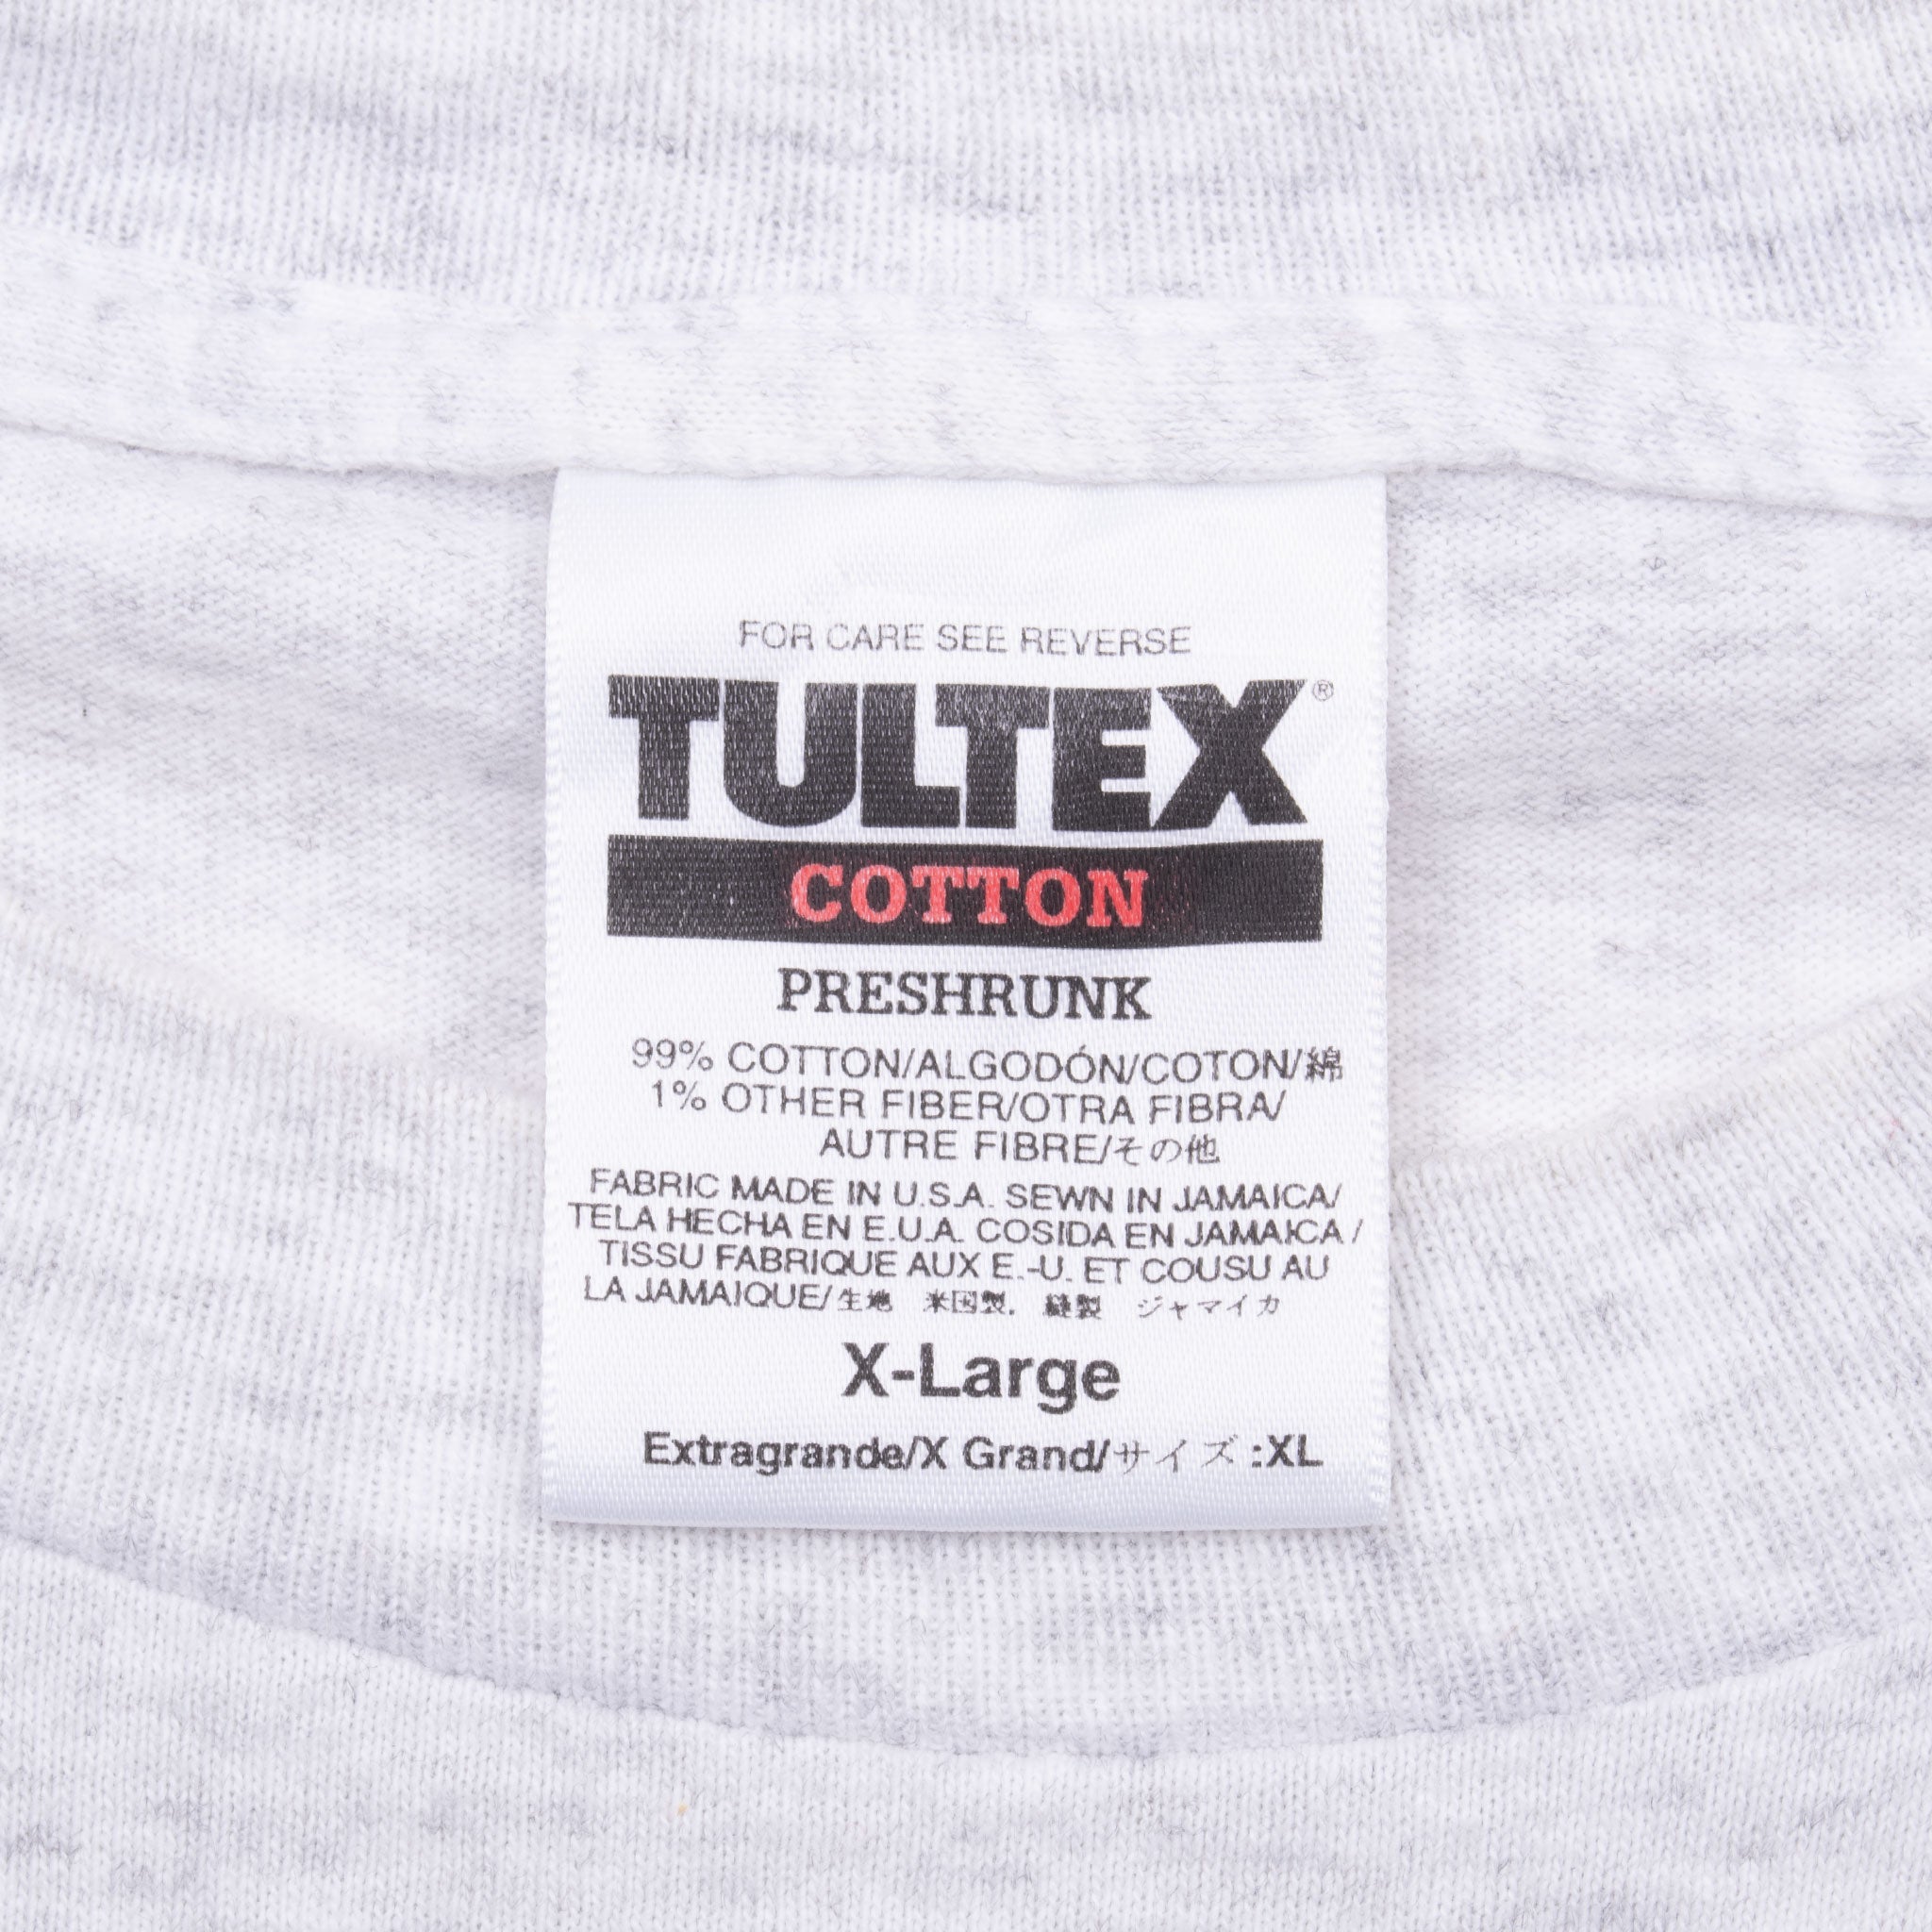 FOR CARE SEE REVERSE
TULTEX®
COTTON
PRESHRUNK
99% COTTON/ALGODÓN/COTON/綿
1% OTHER FIBER/OTRA FIBRA/
AUTRE FIBRE/その他
FABRIC MADE IN U.S.A. SEWN IN JAMAICA/
TELA HECHA EN E.U.A. COSIDA EN JAMAICA/
TISSU FABRIQUE AUX E.-U. ET COUSU AU
LA JAMAIQUE/生地 米国製. 縫製 ジャマイカ
X-Large
Extragrande/X Grand/サイズ:XL